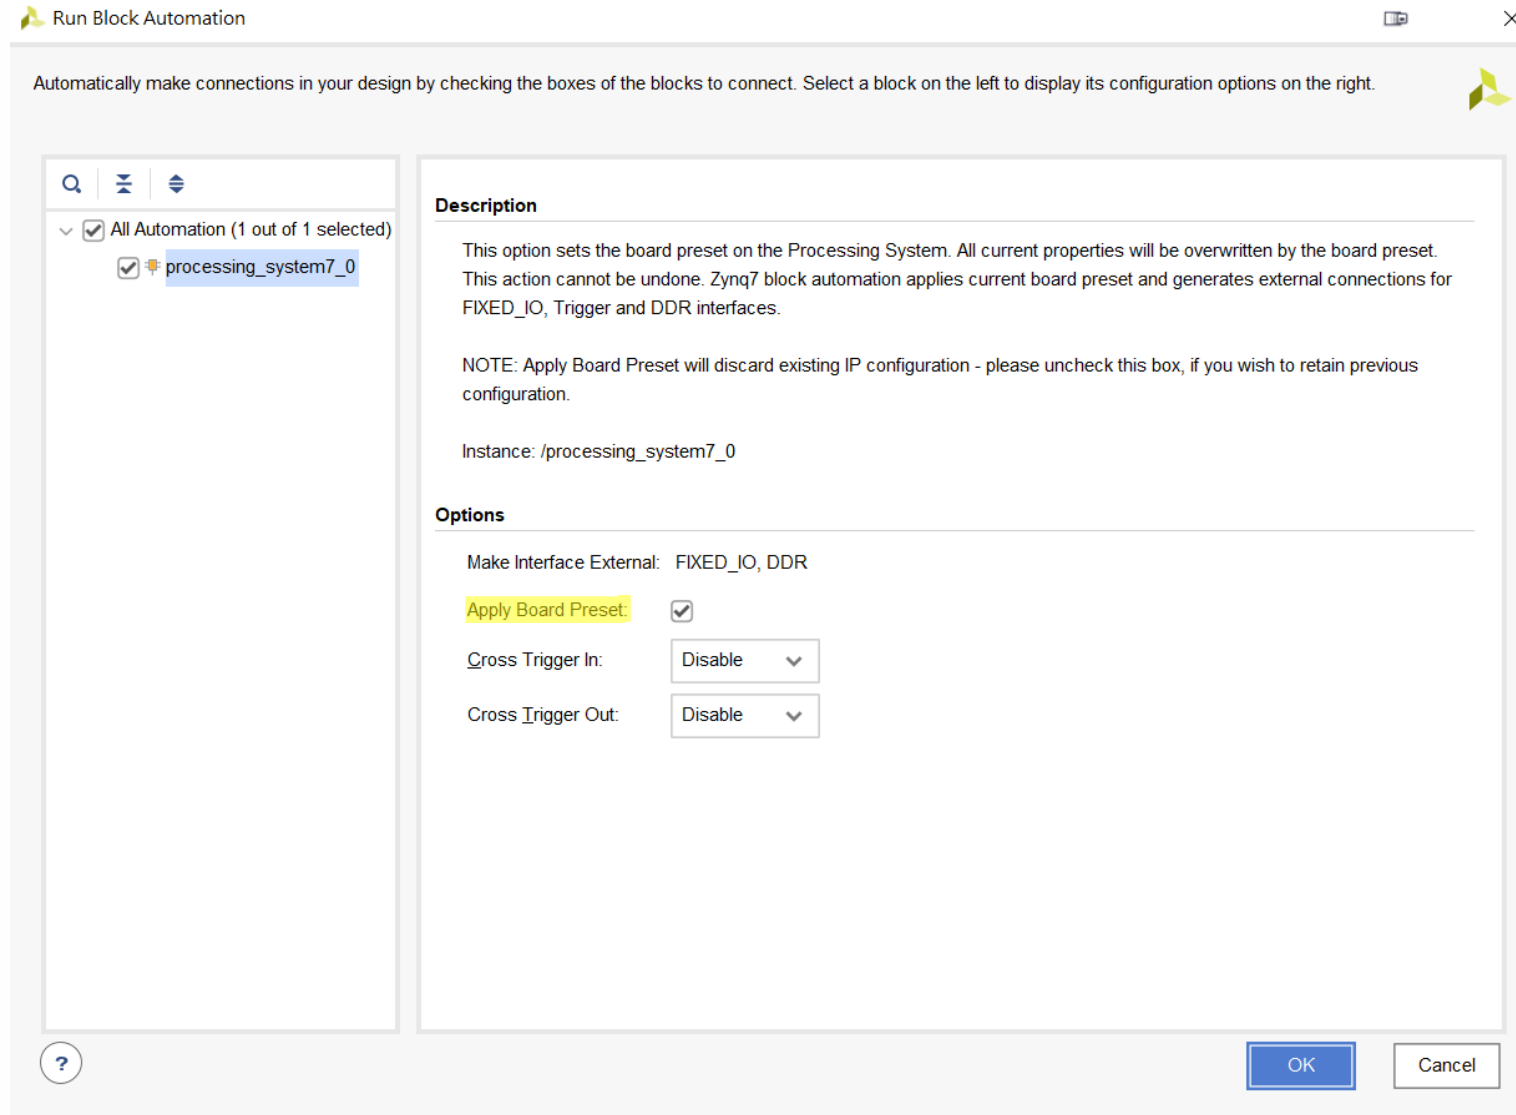 Run Block Automation
Automatically make connections in your design by checking the boxes of the blocks to connect. Select a block on the left to display its configuration options on the right.
All Automation (1 out of 1 selected)
processing_system7_0
Description
This option sets the board preset on the Processing System. All current properties will be overwritten by the board preset.
This action cannot be undone. Zynq7 block automation applies current board preset and generates external connections for
FIXED_IO, Trigger and DDR interfaces.
NOTE: Apply Board Preset will discard existing IP configuration - please uncheck this box, if you wish to retain previous
configuration.
Instance: /processing_system7_0
Options
Make Interface External: FIXED_IO, DDR
Apply Board Preset:
Cross Trigger In: Disable
Cross Trigger Out: Disable
?
OK Cancel